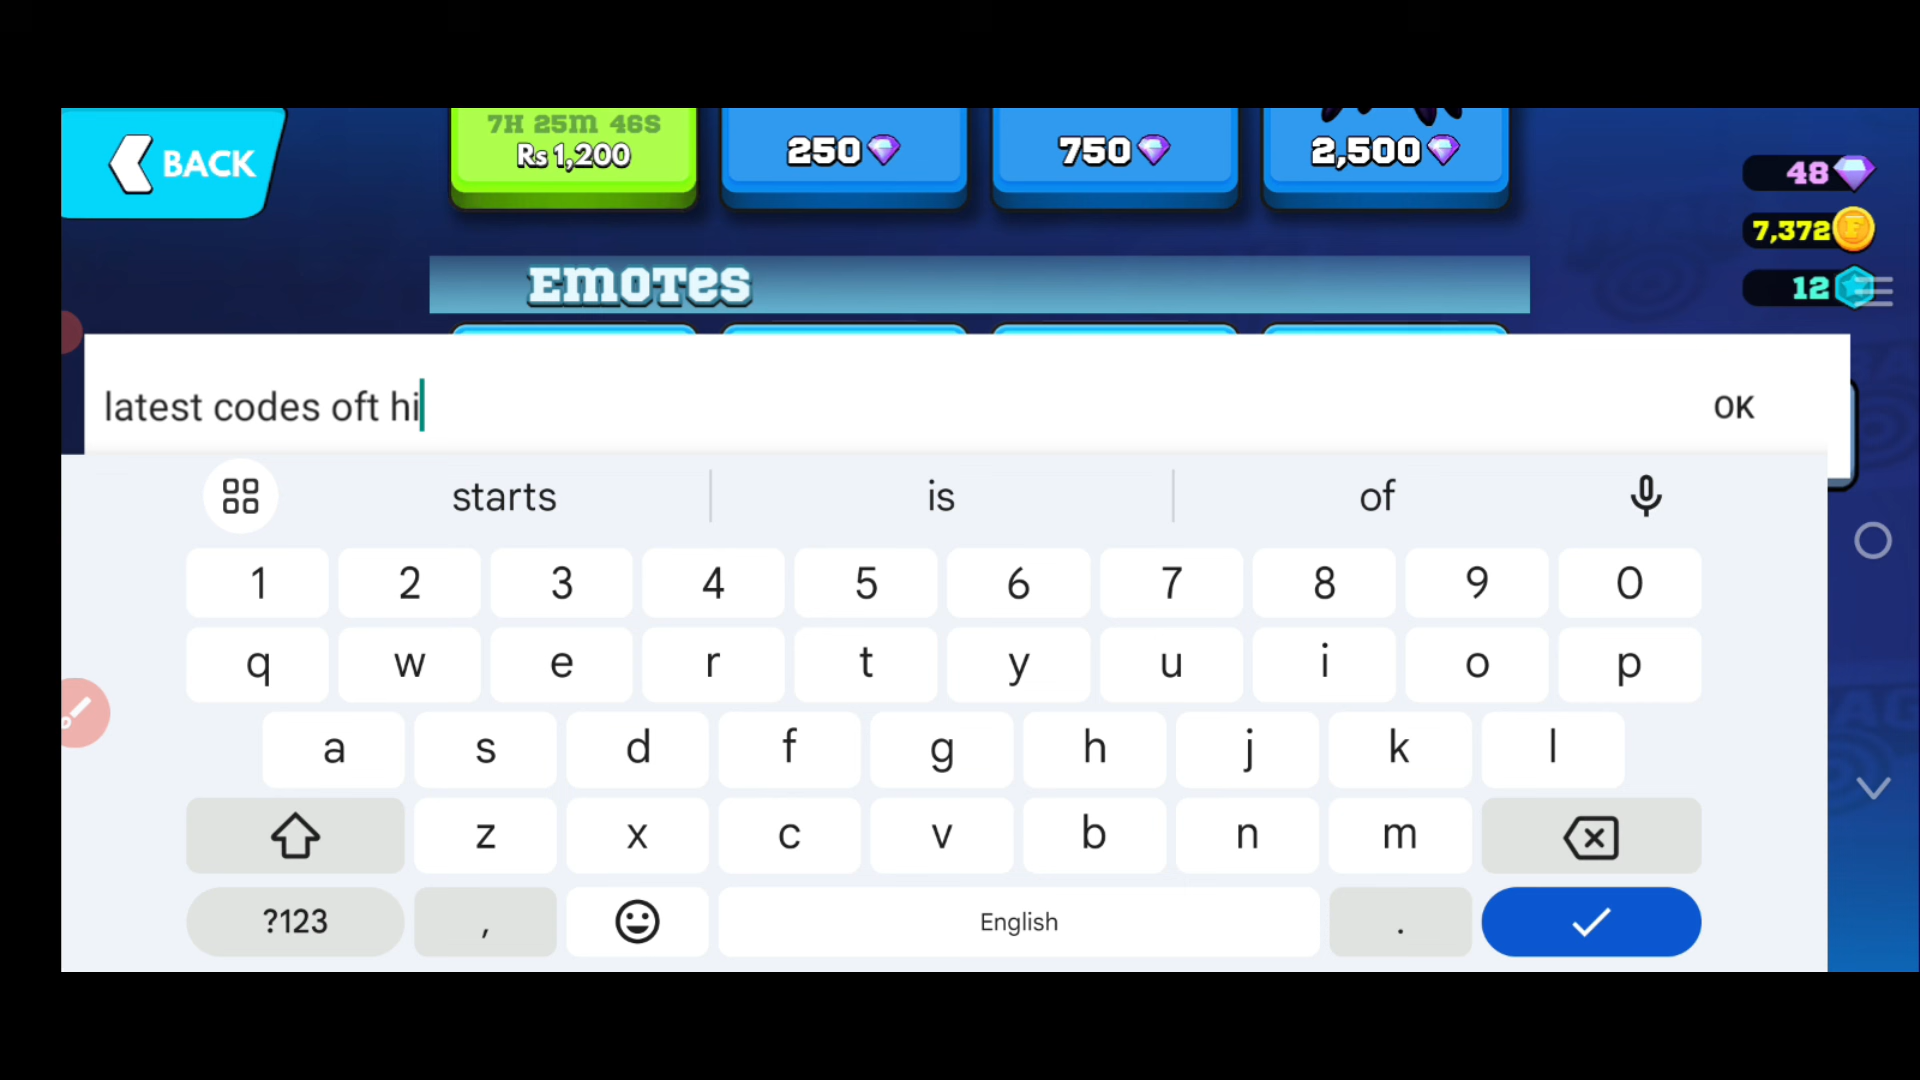 BACK
7H 25m 46s
Rs 1,200
250
750
2,500
48
7,372
12
Emotes
latest codes oft hi
OK
starts
is
of
1 2 3 4 5 6 7 8 9 0
q w e r t y u i o p
a s d f g h j k l
z x c v b n m
?123 , English .